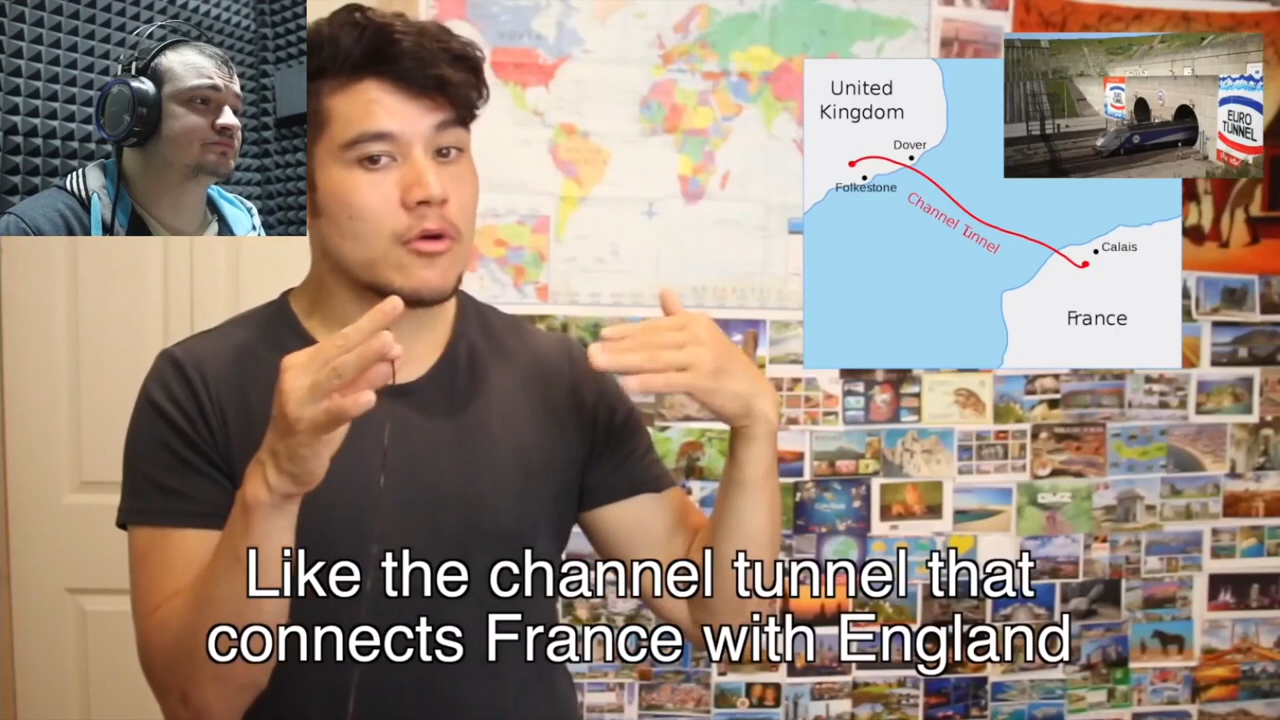 United
Kingdom
Dover
Folkestone
Channel Tunnel
Calais
France
EURO
TUNNEL
Like the channel tunnel that
connects France with England